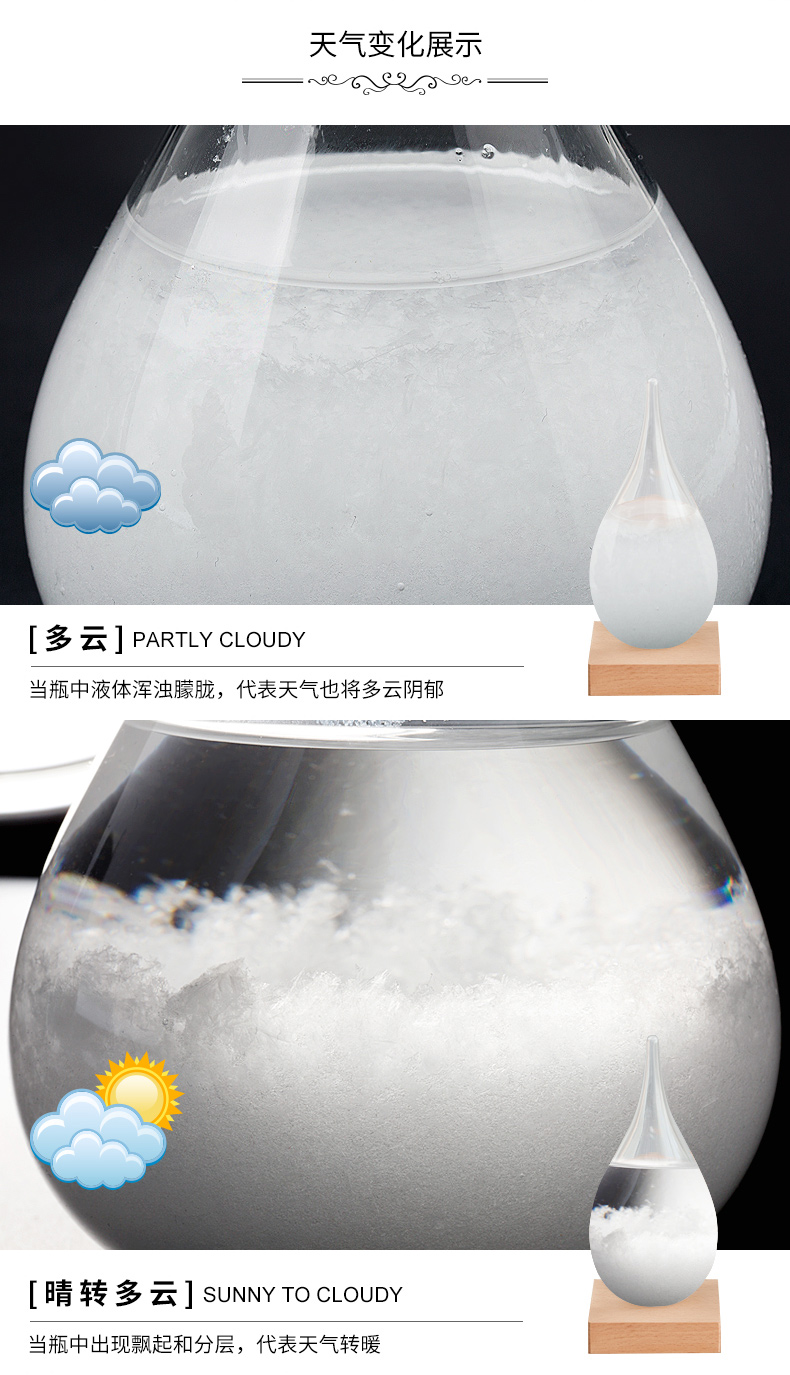 天气变化展示
[多云] PARTLY CLOUDY
当瓶中液体浑浊朦胧，代表天气也将多云阴郁
[晴转多云] SUNNY TO CLOUDY
当瓶中出现飘起和分层，代表天气转暖